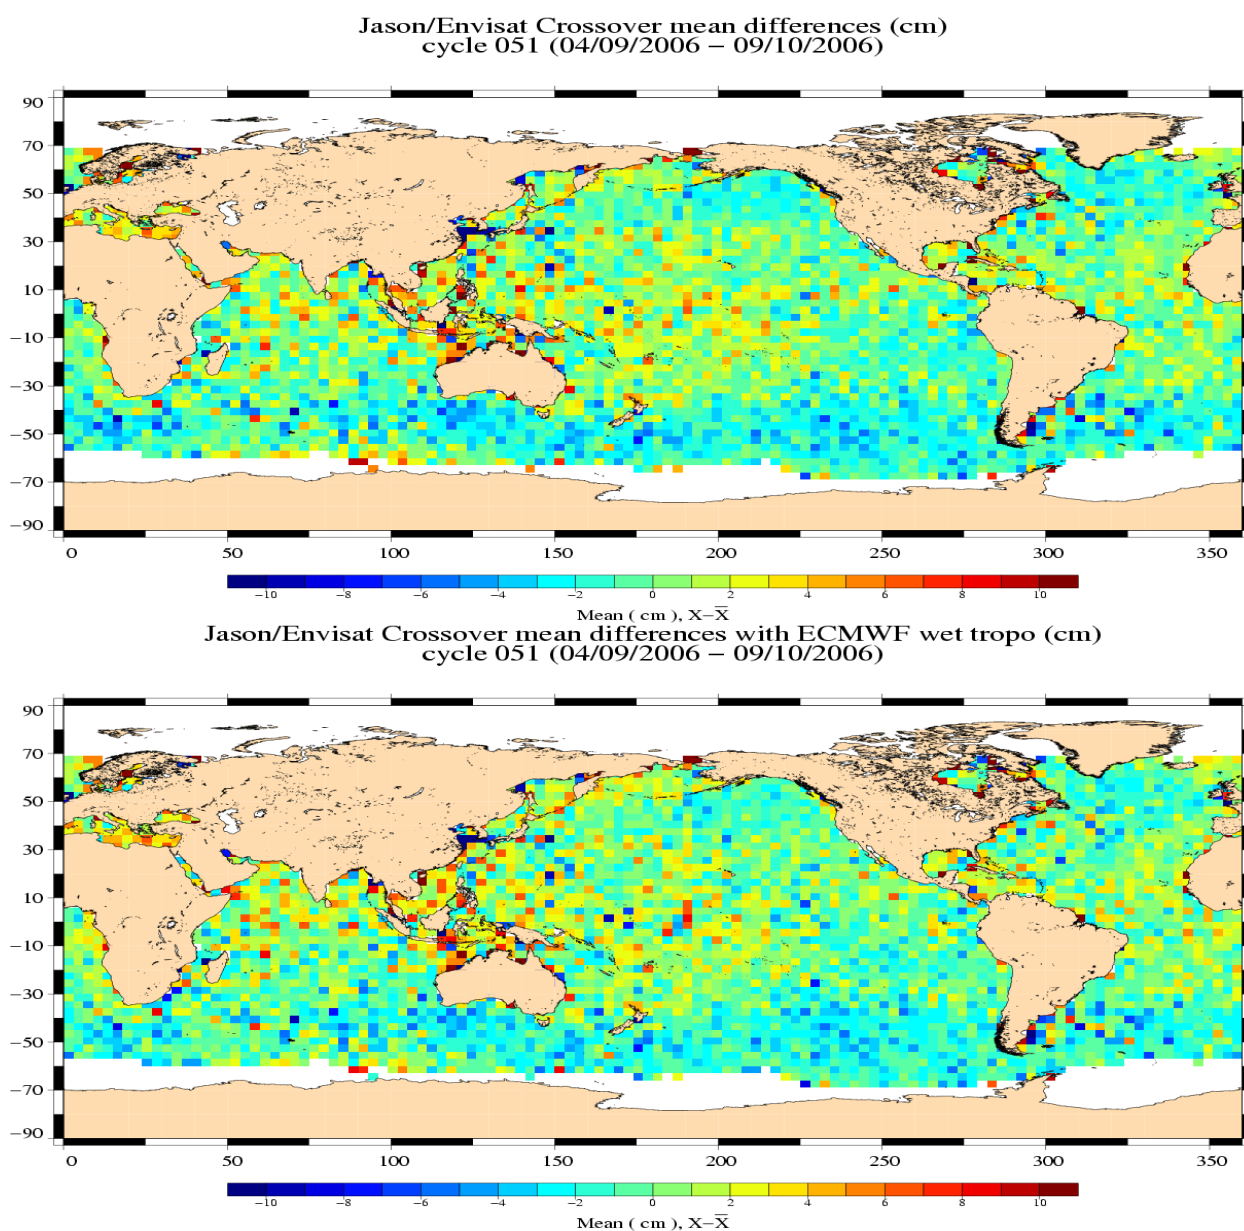 Jason/Envisat Crossover mean differences (cm)
cycle 051 (04/09/2006 − 09/10/2006)
90
70
50
30
10
−10
−30
−50
−70
−90
0 50 100 150 200 250 300 350
−10 −8 −6 −4 −2 0 2 4 6 8 10
Mean ( cm ), X−X̅
Jason/Envisat Crossover mean differences with ECMWF wet tropo (cm)
cycle 051 (04/09/2006 − 09/10/2006)
90
70
50
30
10
−10
−30
−50
−70
−90
0 50 100 150 200 250 300 350
−10 −8 −6 −4 −2 0 2 4 6 8 10
Mean ( cm ), X−X̅